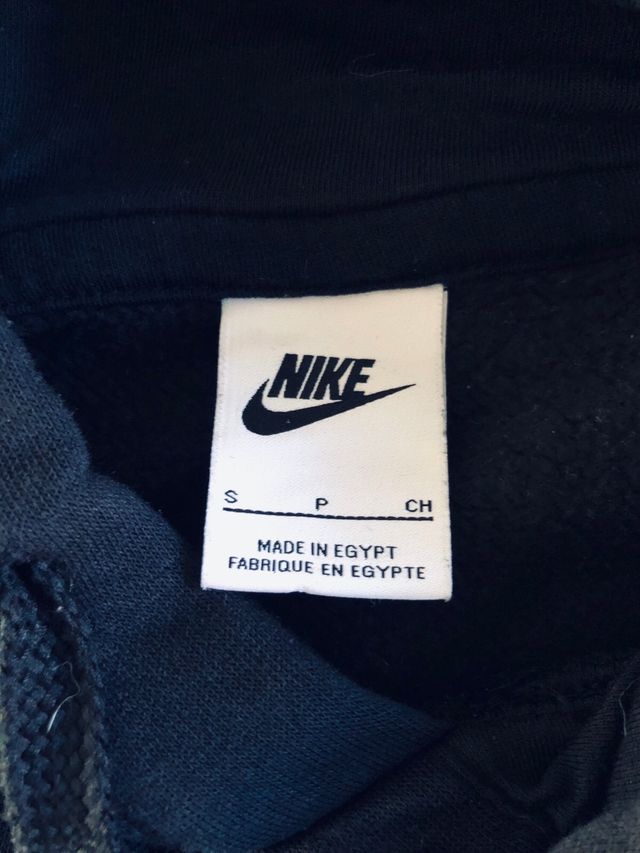 NIKE
S P CH
MADE IN EGYPT
FABRIQUE EN EGYPTE